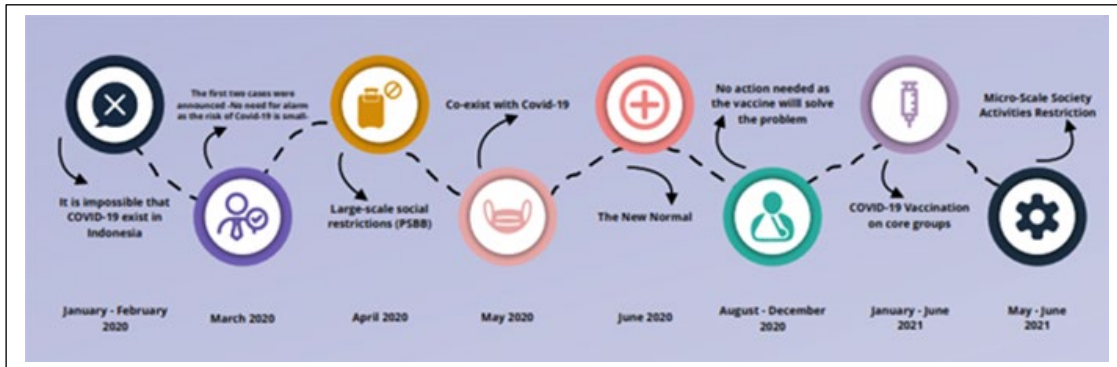 It is impossible that
COVID-19 exist in
Indonesia
January - February
2020
The first two cases were
announced -No need for alarm
as the risk of Covid-19 is small-
March 2020
Large-scale social
restrictions (PSBB)
April 2020
Co-exist with Covid-19
May 2020
The New Normal
June 2020
No action needed as
the vaccine willl solve
the problem
August - December
2020
COVID-19 Vaccination
on core groups
January - June
2021
Micro-Scale Society
Activities Restriction
May - June
2021